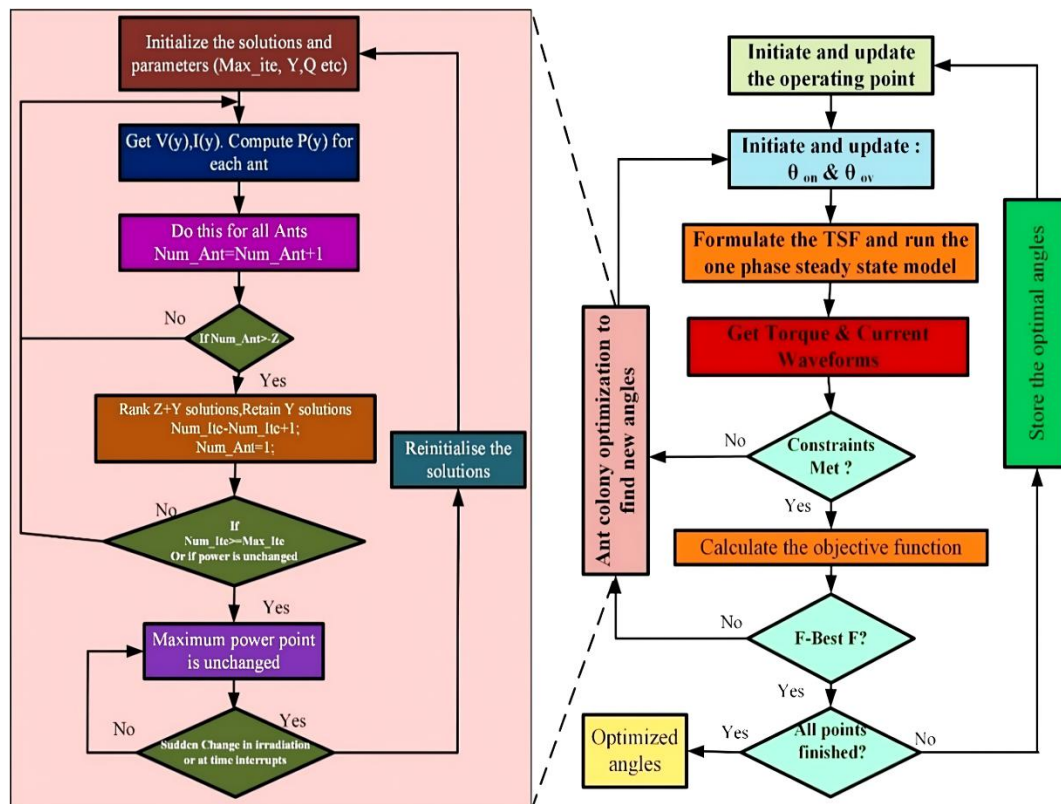 Initialize the solutions and
parameters (Max_ite, Y,Q etc)
Get V(y),I(y). Compute P(y) for
each ant
Do this for all Ants
Num_Ant=Num_Ant+1
No
If Num_Ant>-Z
Yes
Rank Z+Y solutions,Retain Y solutions
Num_Itc-Num_Itc+1;
Num_Ant=1;
Reinitialise the
solutions
No
If
Num_Ite>=Max_Ite
Or if power is unchanged
Yes
Maximum power point
is unchanged
No
Yes
Sudden Change in irradiation
or at time interrupts
Initiate and update
the operating point
Initiate and update :
θ on & θ ov
Formulate the TSF and run the
one phase steady state model
Get Torque & Current
Waveforms
Ant colony optimization to
find new angles
Store the optimal angles
No
Constraints
Met ?
Yes
Calculate the objective function
No
F-Best F?
Yes
Optimized
angles
Yes
All points
finished?
No